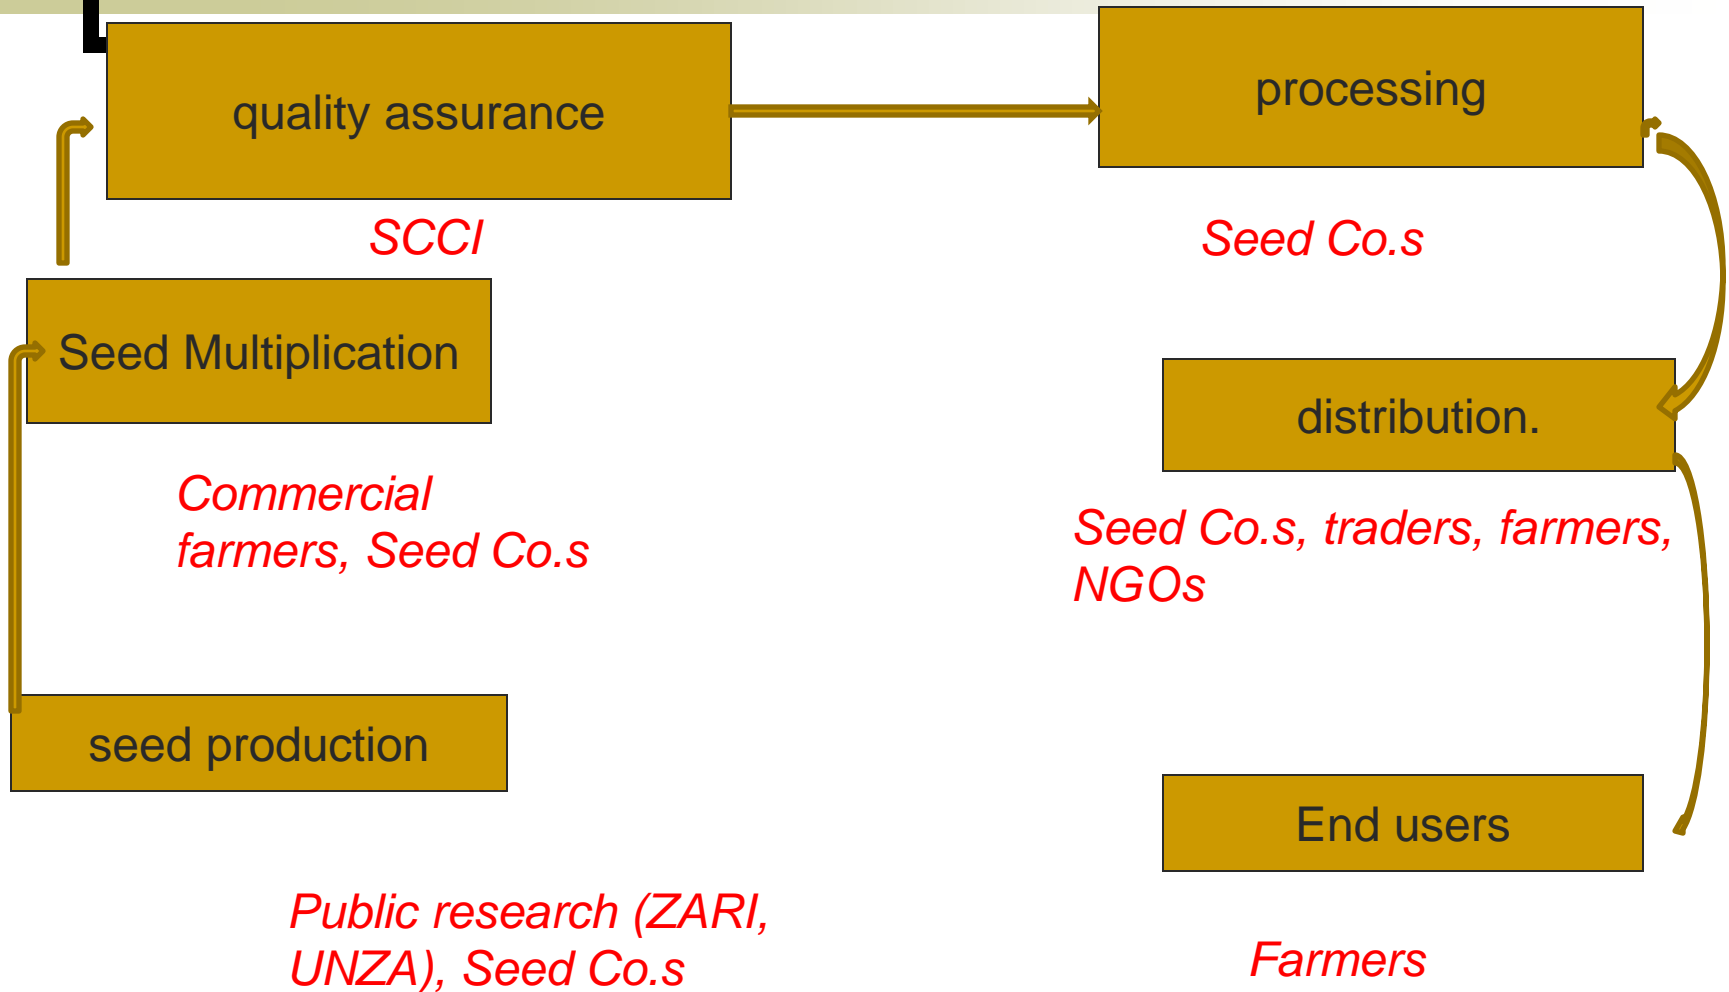 quality assurance
processing
SCCI
Seed Co.s
Seed Multiplication
distribution.
Commercial
farmers, Seed Co.s
Seed Co.s, traders, farmers,
NGOs
seed production
End users
Public research (ZARI,
UNZA), Seed Co.s
Farmers